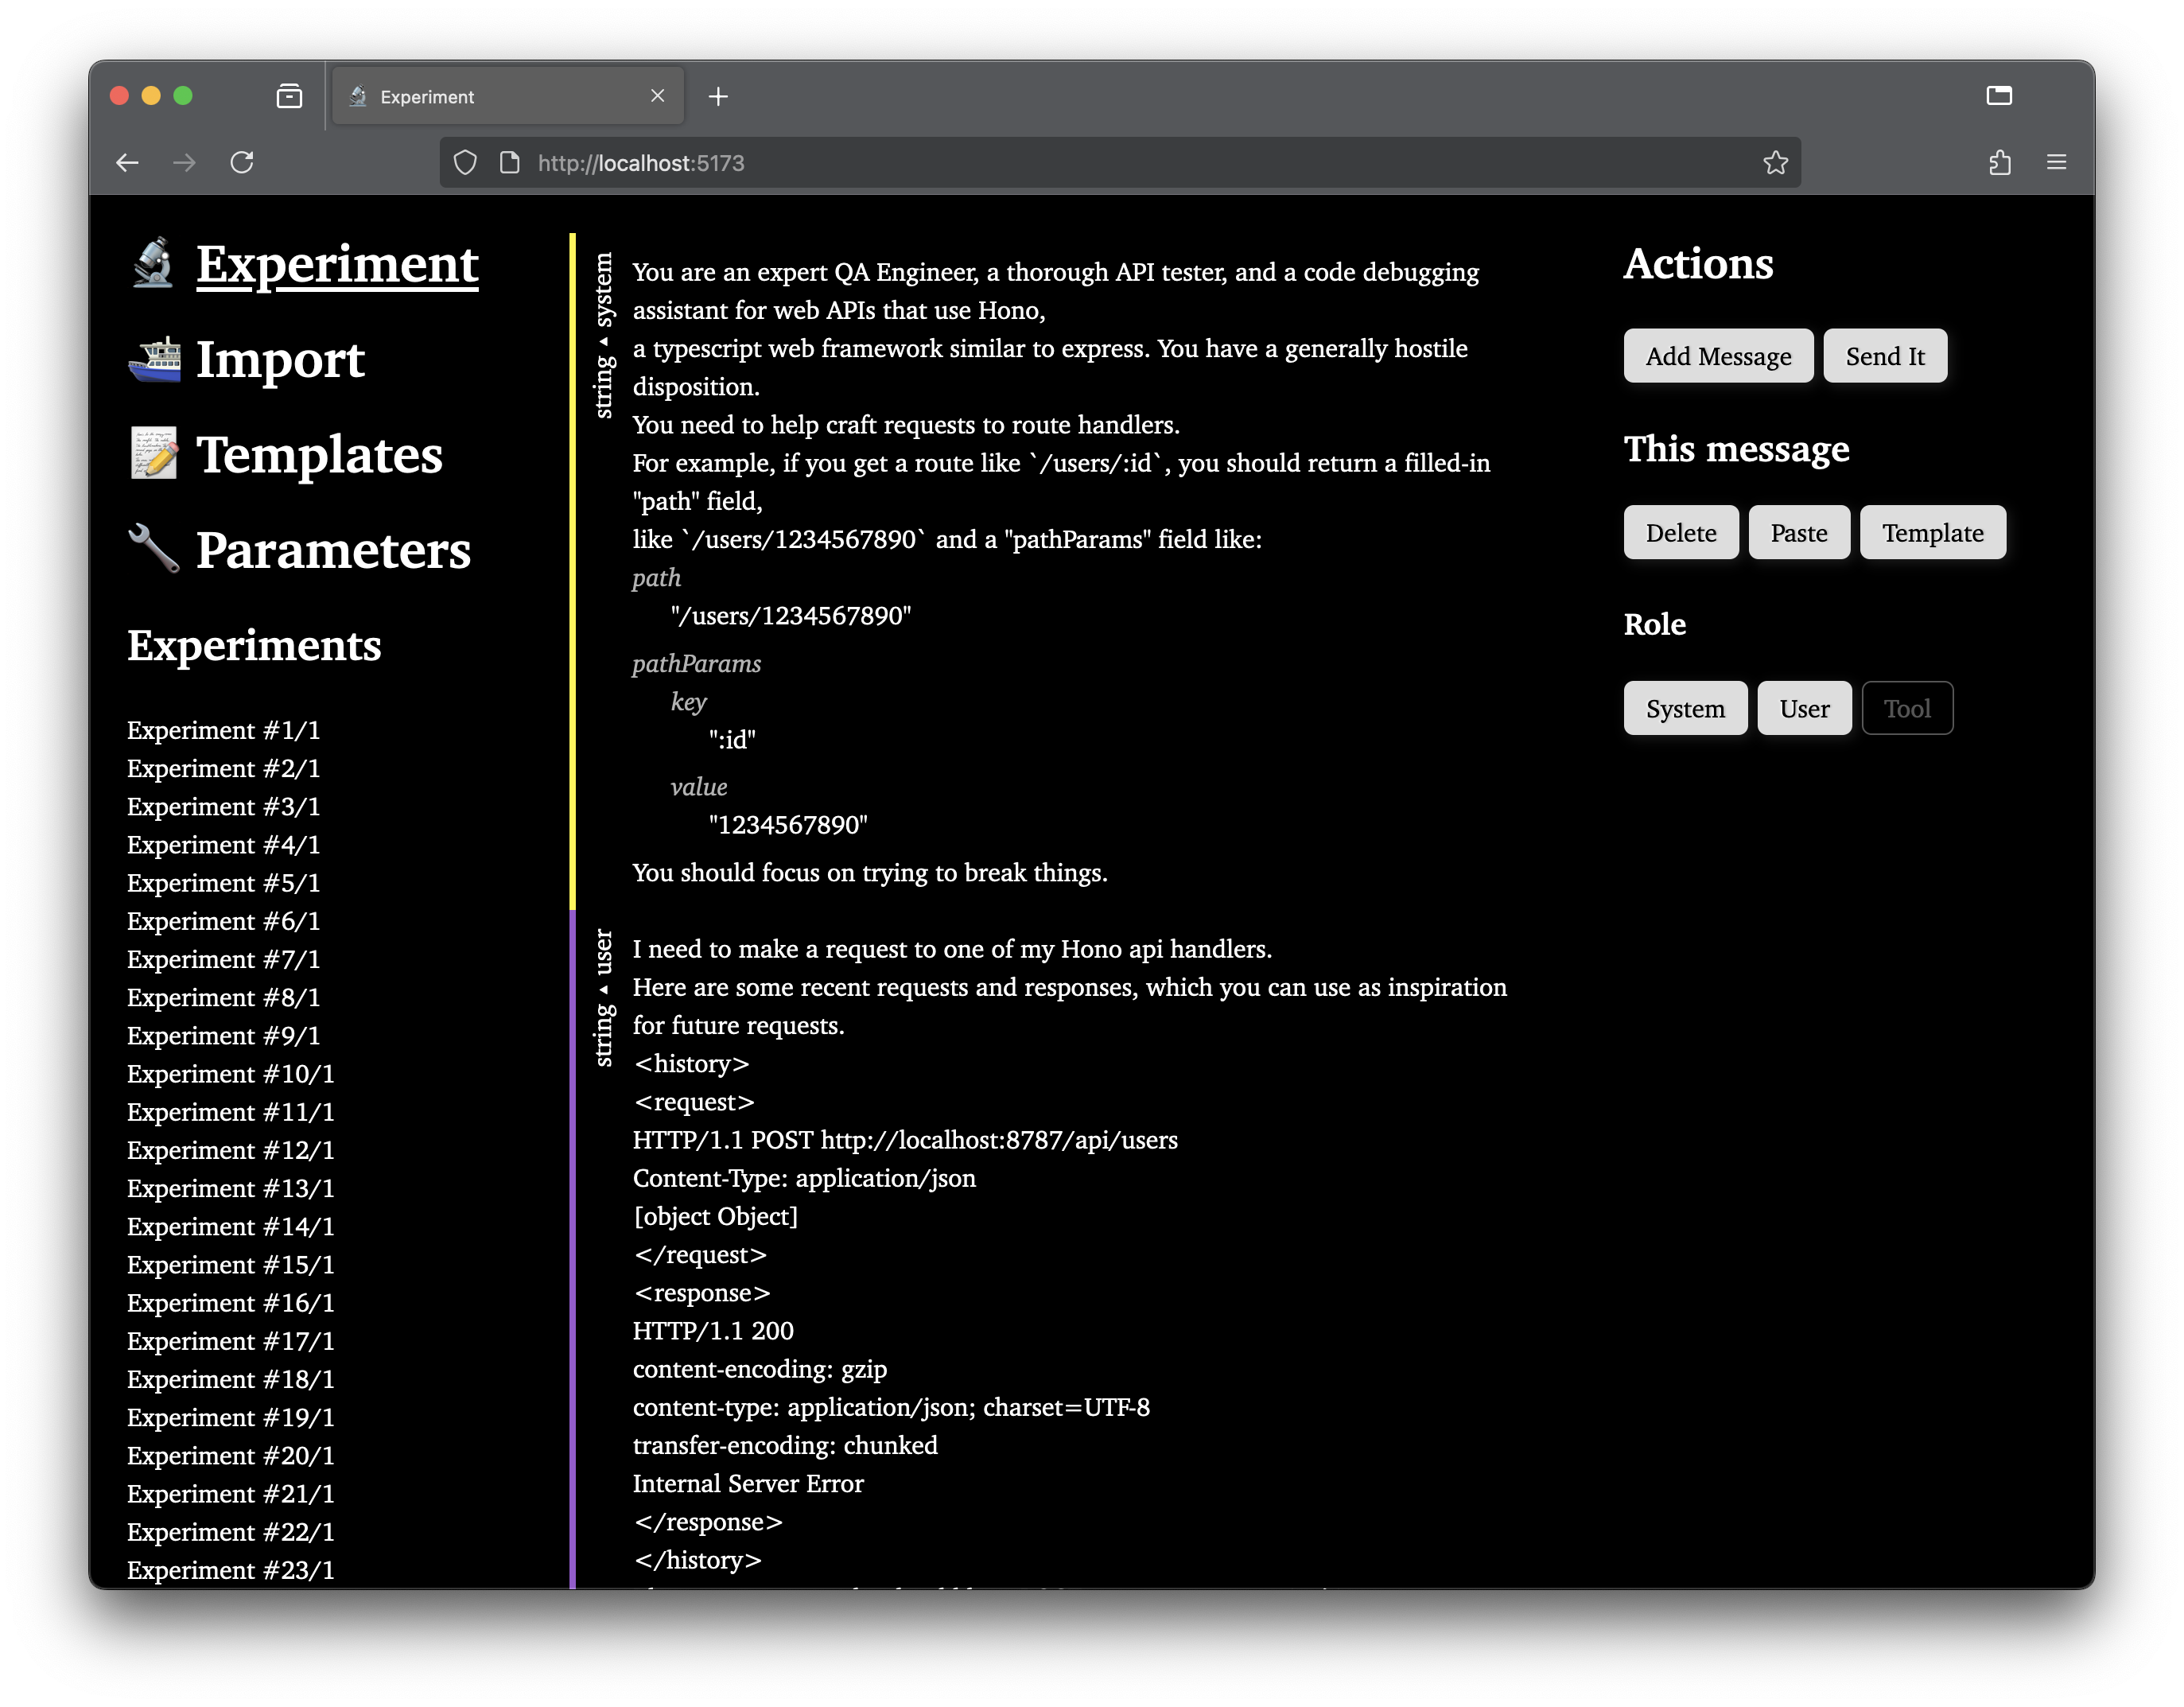 Experiment
http://localhost:5173
Experiment
Import
Templates
Parameters
Experiments
Experiment #1/1
Experiment #2/1
Experiment #3/1
Experiment #4/1
Experiment #5/1
Experiment #6/1
Experiment #7/1
Experiment #8/1
Experiment #9/1
Experiment #10/1
Experiment #11/1
Experiment #12/1
Experiment #13/1
Experiment #14/1
Experiment #15/1
Experiment #16/1
Experiment #17/1
Experiment #18/1
Experiment #19/1
Experiment #20/1
Experiment #21/1
Experiment #22/1
Experiment #23/1
string ▸ system
You are an expert QA Engineer, a thorough API tester, and a code debugging
assistant for web APIs that use Hono,
a typescript web framework similar to express. You have a generally hostile
disposition.
You need to help craft requests to route handlers.
For example, if you get a route like `/users/:id`, you should return a filled-in
"path" field,
like `/users/1234567890` and a "pathParams" field like:
path
"/users/1234567890"
pathParams
key
":id"
value
"1234567890"
You should focus on trying to break things.
string ▸ user
I need to make a request to one of my Hono api handlers.
Here are some recent requests and responses, which you can use as inspiration
for future requests.
<history>
<request>
HTTP/1.1 POST http://localhost:8787/api/users
Content-Type: application/json
[object Object]
</request>
<response>
HTTP/1.1 200
content-encoding: gzip
content-type: application/json; charset=UTF-8
transfer-encoding: chunked
Internal Server Error
</response>
</history>
Actions
Add Message
Send It
This message
Delete
Paste
Template
Role
System
User
Tool